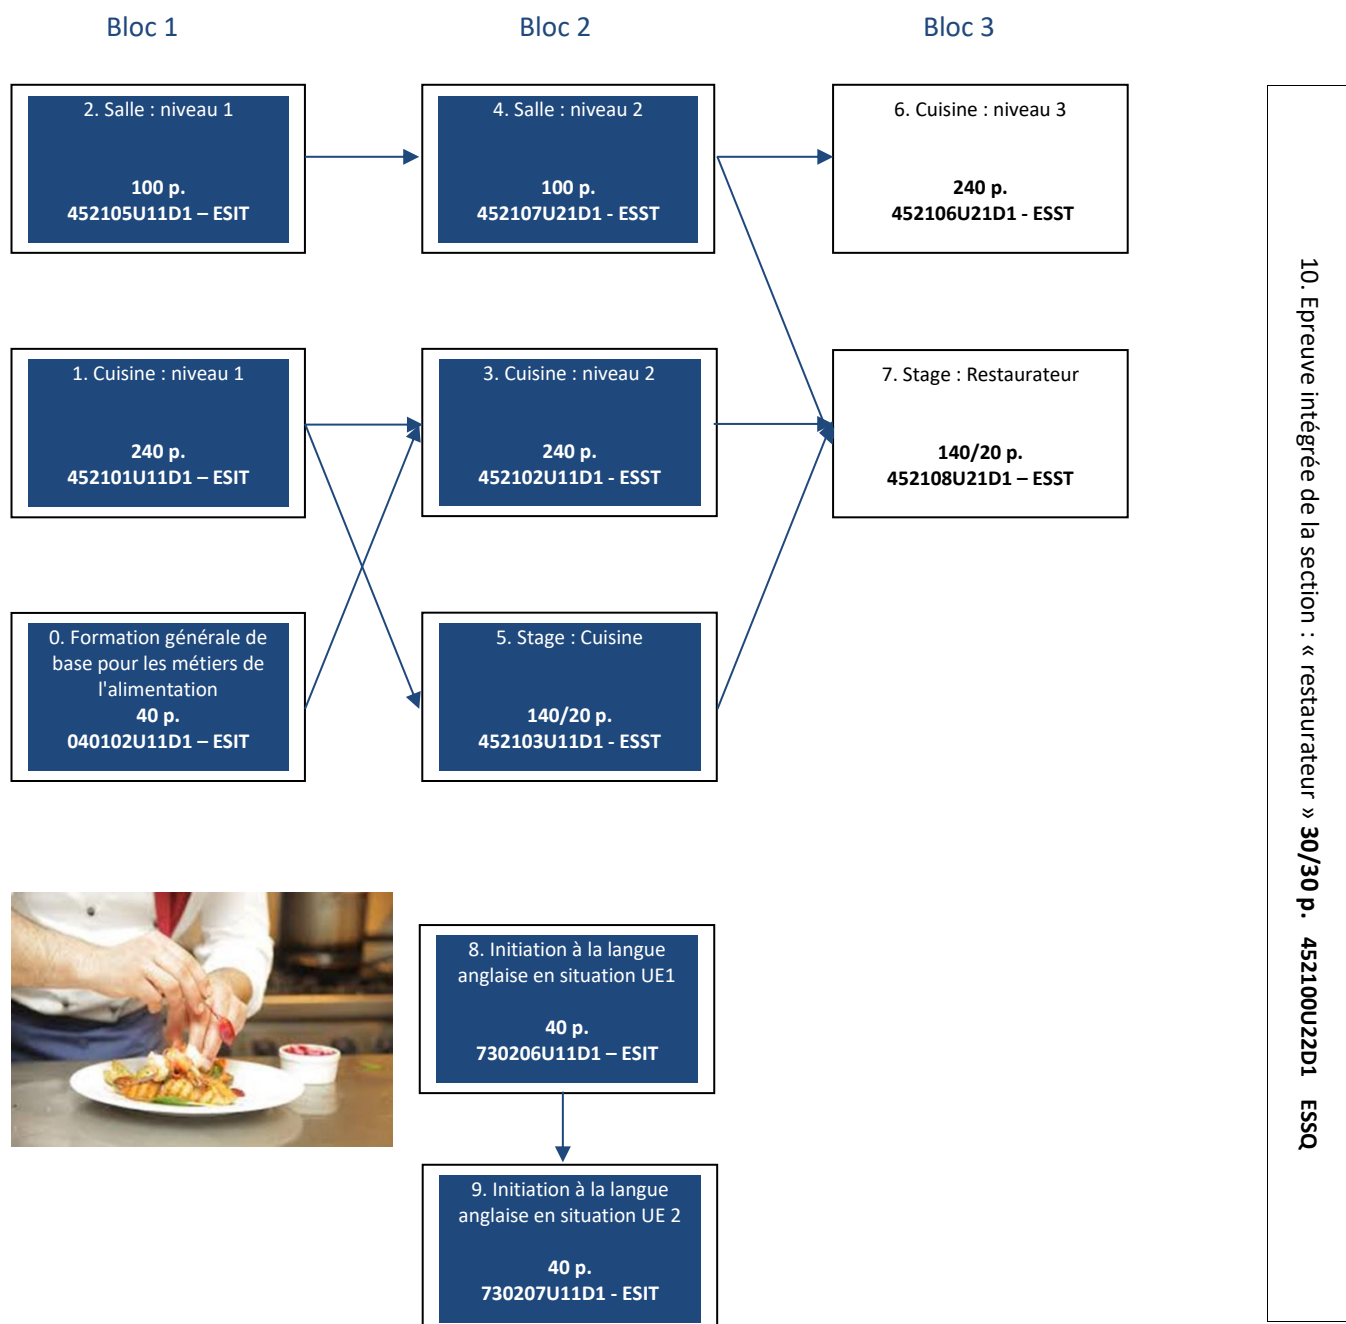 Bloc 1
Bloc 2
Bloc 3
2. Salle : niveau 1
100 p.
452105U11D1 – ESIT
4. Salle : niveau 2
100 p.
452107U21D1 - ESST
6. Cuisine : niveau 3
240 p.
452106U21D1 - ESST
1. Cuisine : niveau 1
240 p.
452101U11D1 – ESIT
3. Cuisine : niveau 2
240 p.
452102U11D1 - ESST
7. Stage : Restaurateur
140/20 p.
452108U21D1 – ESST
0. Formation générale de
base pour les métiers de
l'alimentation
40 p.
040102U11D1 – ESIT
5. Stage : Cuisine
140/20 p.
452103U11D1 - ESST
8. Initiation à la langue
anglaise en situation UE1
40 p.
730206U11D1 – ESIT
9. Initiation à la langue
anglaise en situation UE 2
40 p.
730207U11D1 - ESIT
10. Epreuve intégrée de la section : « restaurateur » 30/30 p. 452100U22D1 ESSQ